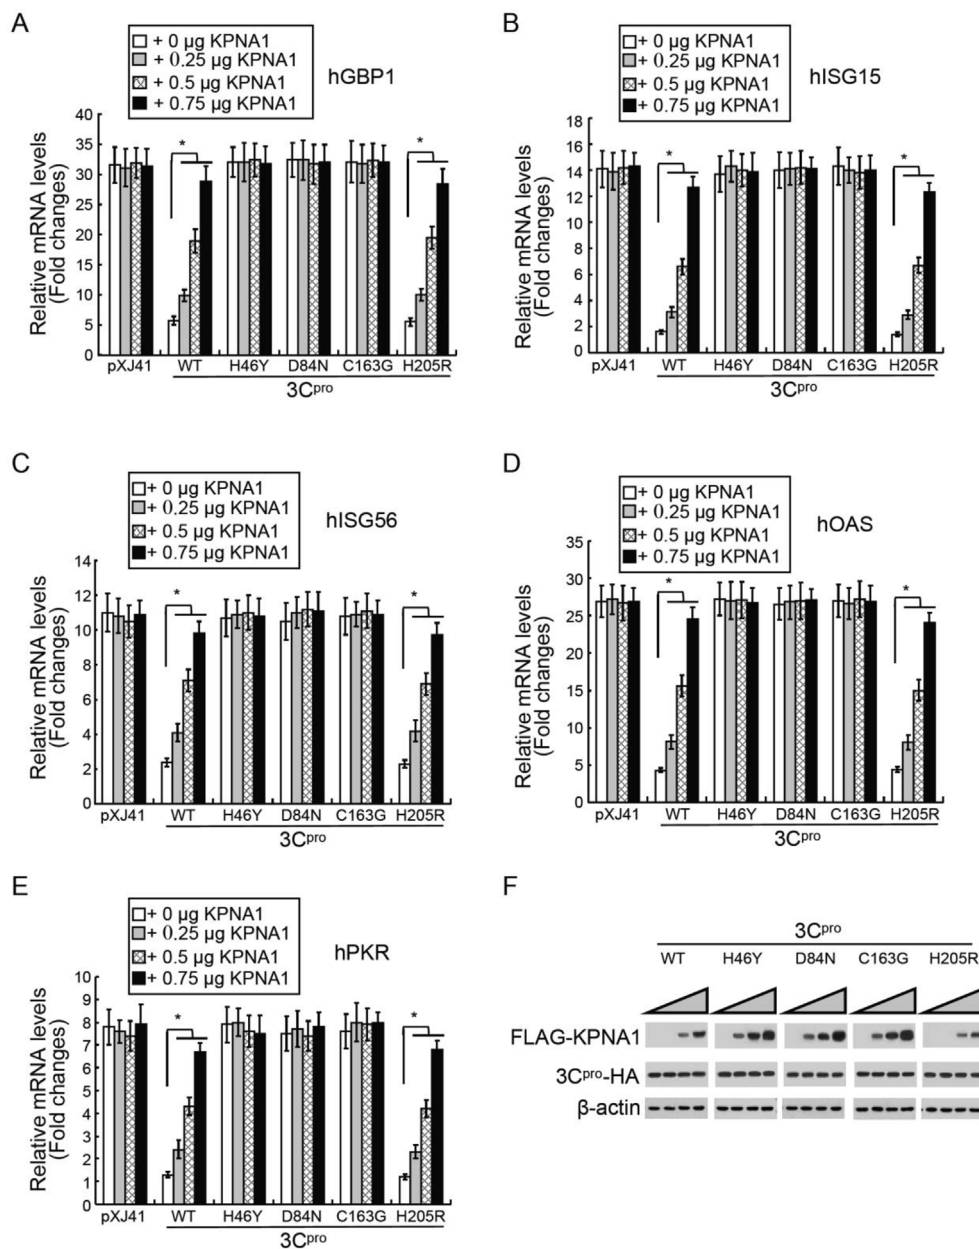 A
+ 0 µg KPNA1
+ 0.25 µg KPNA1
+ 0.5 µg KPNA1
+ 0.75 µg KPNA1
hGBP1
Relative mRNA levels
(Fold changes)
40
35
30
25
20
15
10
5
0
*
*
pXJ41
WT
H46Y
D84N
C163G
H205R
3Cpro
B
+ 0 µg KPNA1
+ 0.25 µg KPNA1
+ 0.5 µg KPNA1
+ 0.75 µg KPNA1
hISG15
Relative mRNA levels
(Fold changes)
18
16
14
12
10
8
6
4
2
0
*
*
pXJ41
WT
H46Y
D84N
C163G
H205R
3Cpro
C
+ 0 µg KPNA1
+ 0.25 µg KPNA1
+ 0.5 µg KPNA1
+ 0.75 µg KPNA1
hISG56
Relative mRNA levels
(Fold changes)
14
12
10
8
6
4
2
0
*
*
pXJ41
WT
H46Y
D84N
C163G
H205R
3Cpro
D
+ 0 µg KPNA1
+ 0.25 µg KPNA1
+ 0.5 µg KPNA1
+ 0.75 µg KPNA1
hOAS
Relative mRNA levels
(Fold changes)
35
30
25
20
15
10
5
0
*
*
pXJ41
WT
H46Y
D84N
C163G
H205R
3Cpro
E
+ 0 µg KPNA1
+ 0.25 µg KPNA1
+ 0.5 µg KPNA1
+ 0.75 µg KPNA1
hPKR
Relative mRNA levels
(Fold changes)
10
9
8
7
6
5
4
3
2
1
0
*
*
pXJ41
WT
H46Y
D84N
C163G
H205R
3Cpro
F
3Cpro
WT
H46Y
D84N
C163G
H205R
FLAG-KPNA1
3Cpro-HA
β-actin